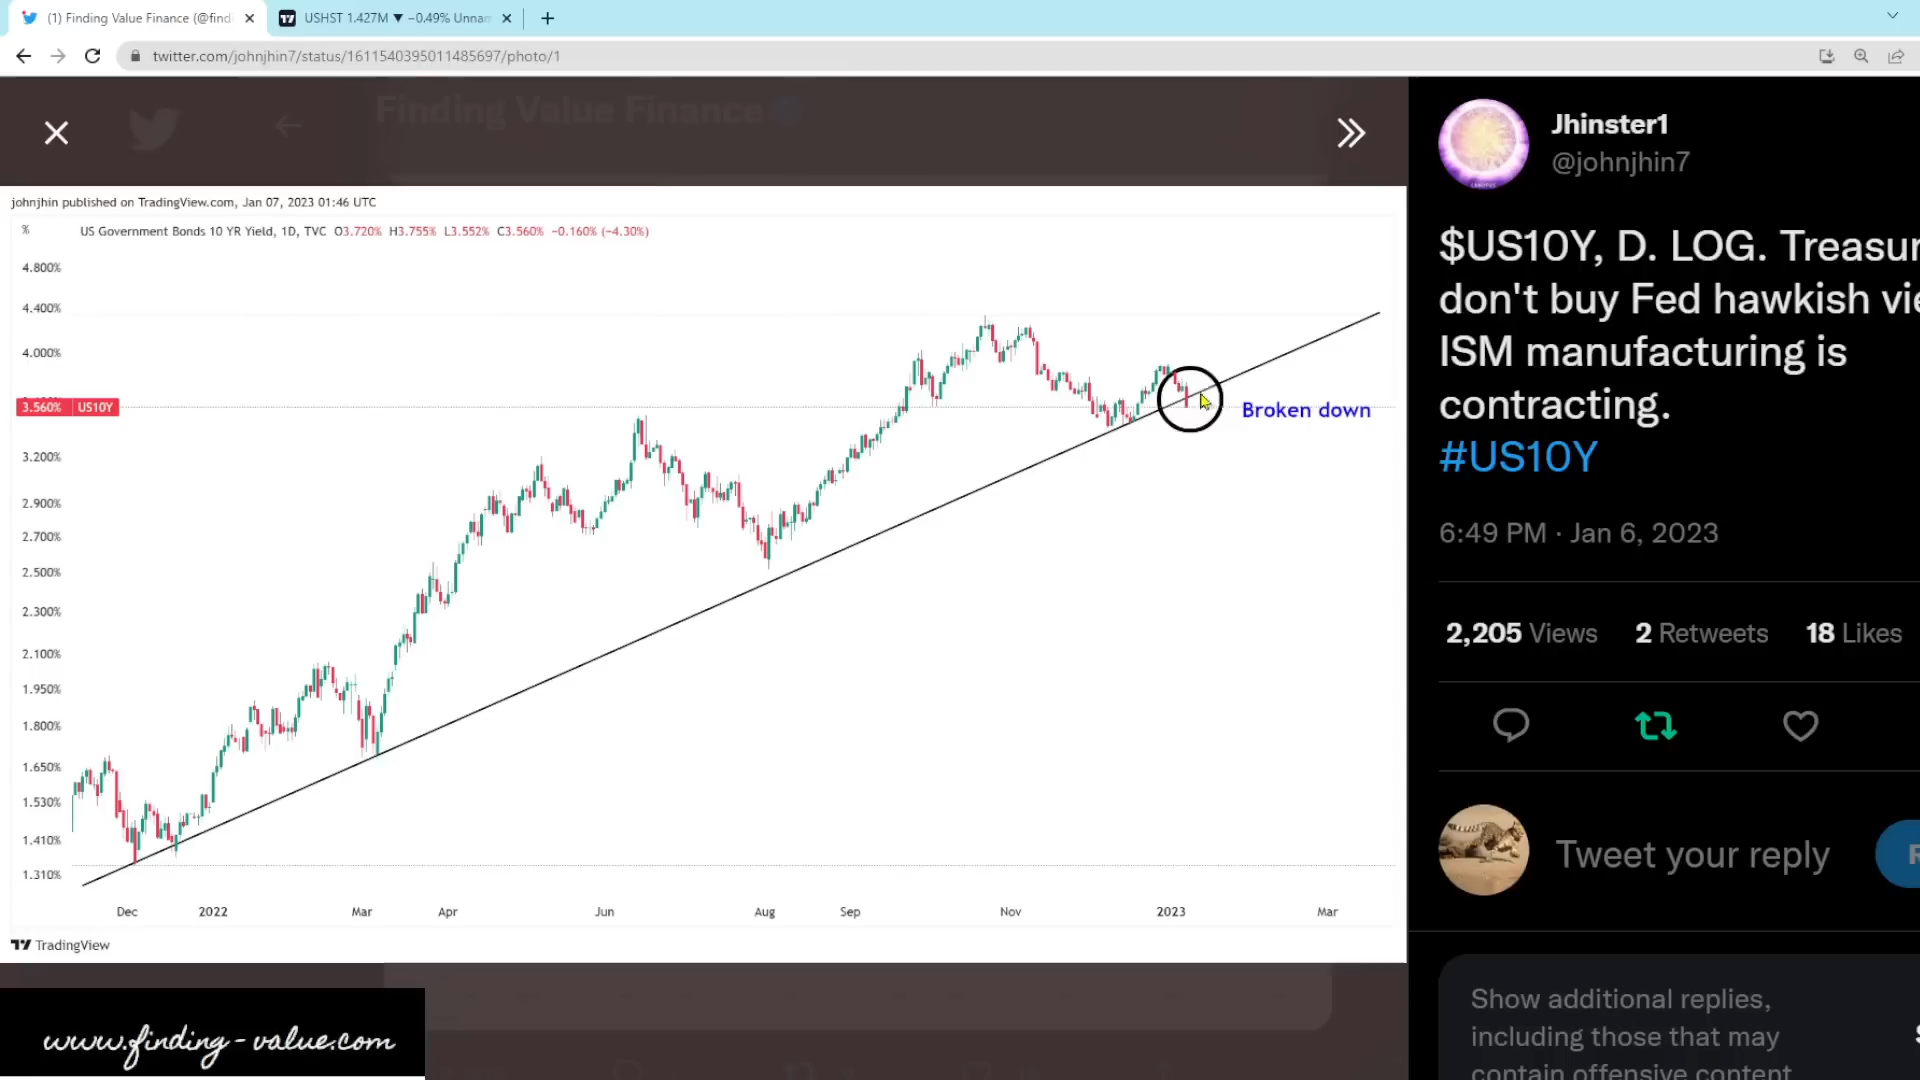 (1) Finding Value Finance (@find
USHST 1.427M ▼ −0.49% Unnam
twitter.com/johnjhin7/status/1611540395011485697/photo/1
Finding Value Finance
johnjhin published on TradingView.com, Jan 07, 2023 01:46 UTC
% US Government Bonds 10 YR Yield, 1D, TVC O3.720% H3.755% L3.552% C3.560% −0.160% (−4.30%)
4.800%
4.400%
4.000%
3.560% US10Y
Broken down
3.200%
2.900%
2.700%
2.500%
2.300%
2.100%
1.950%
1.800%
1.650%
1.530%
1.410%
1.310%
Dec 2022 Mar Apr Jun Aug Sep Nov 2023 Mar
TradingView
www.finding-value.com
Jhinster1
@johnjhin7
$US10Y, D. LOG. Treasur
don't buy Fed hawkish vie
ISM manufacturing is
contracting.
#US10Y
6:49 PM · Jan 6, 2023
2,205 Views 2 Retweets 18 Likes
Tweet your reply
Show additional replies,
including those that may
contain offensive content